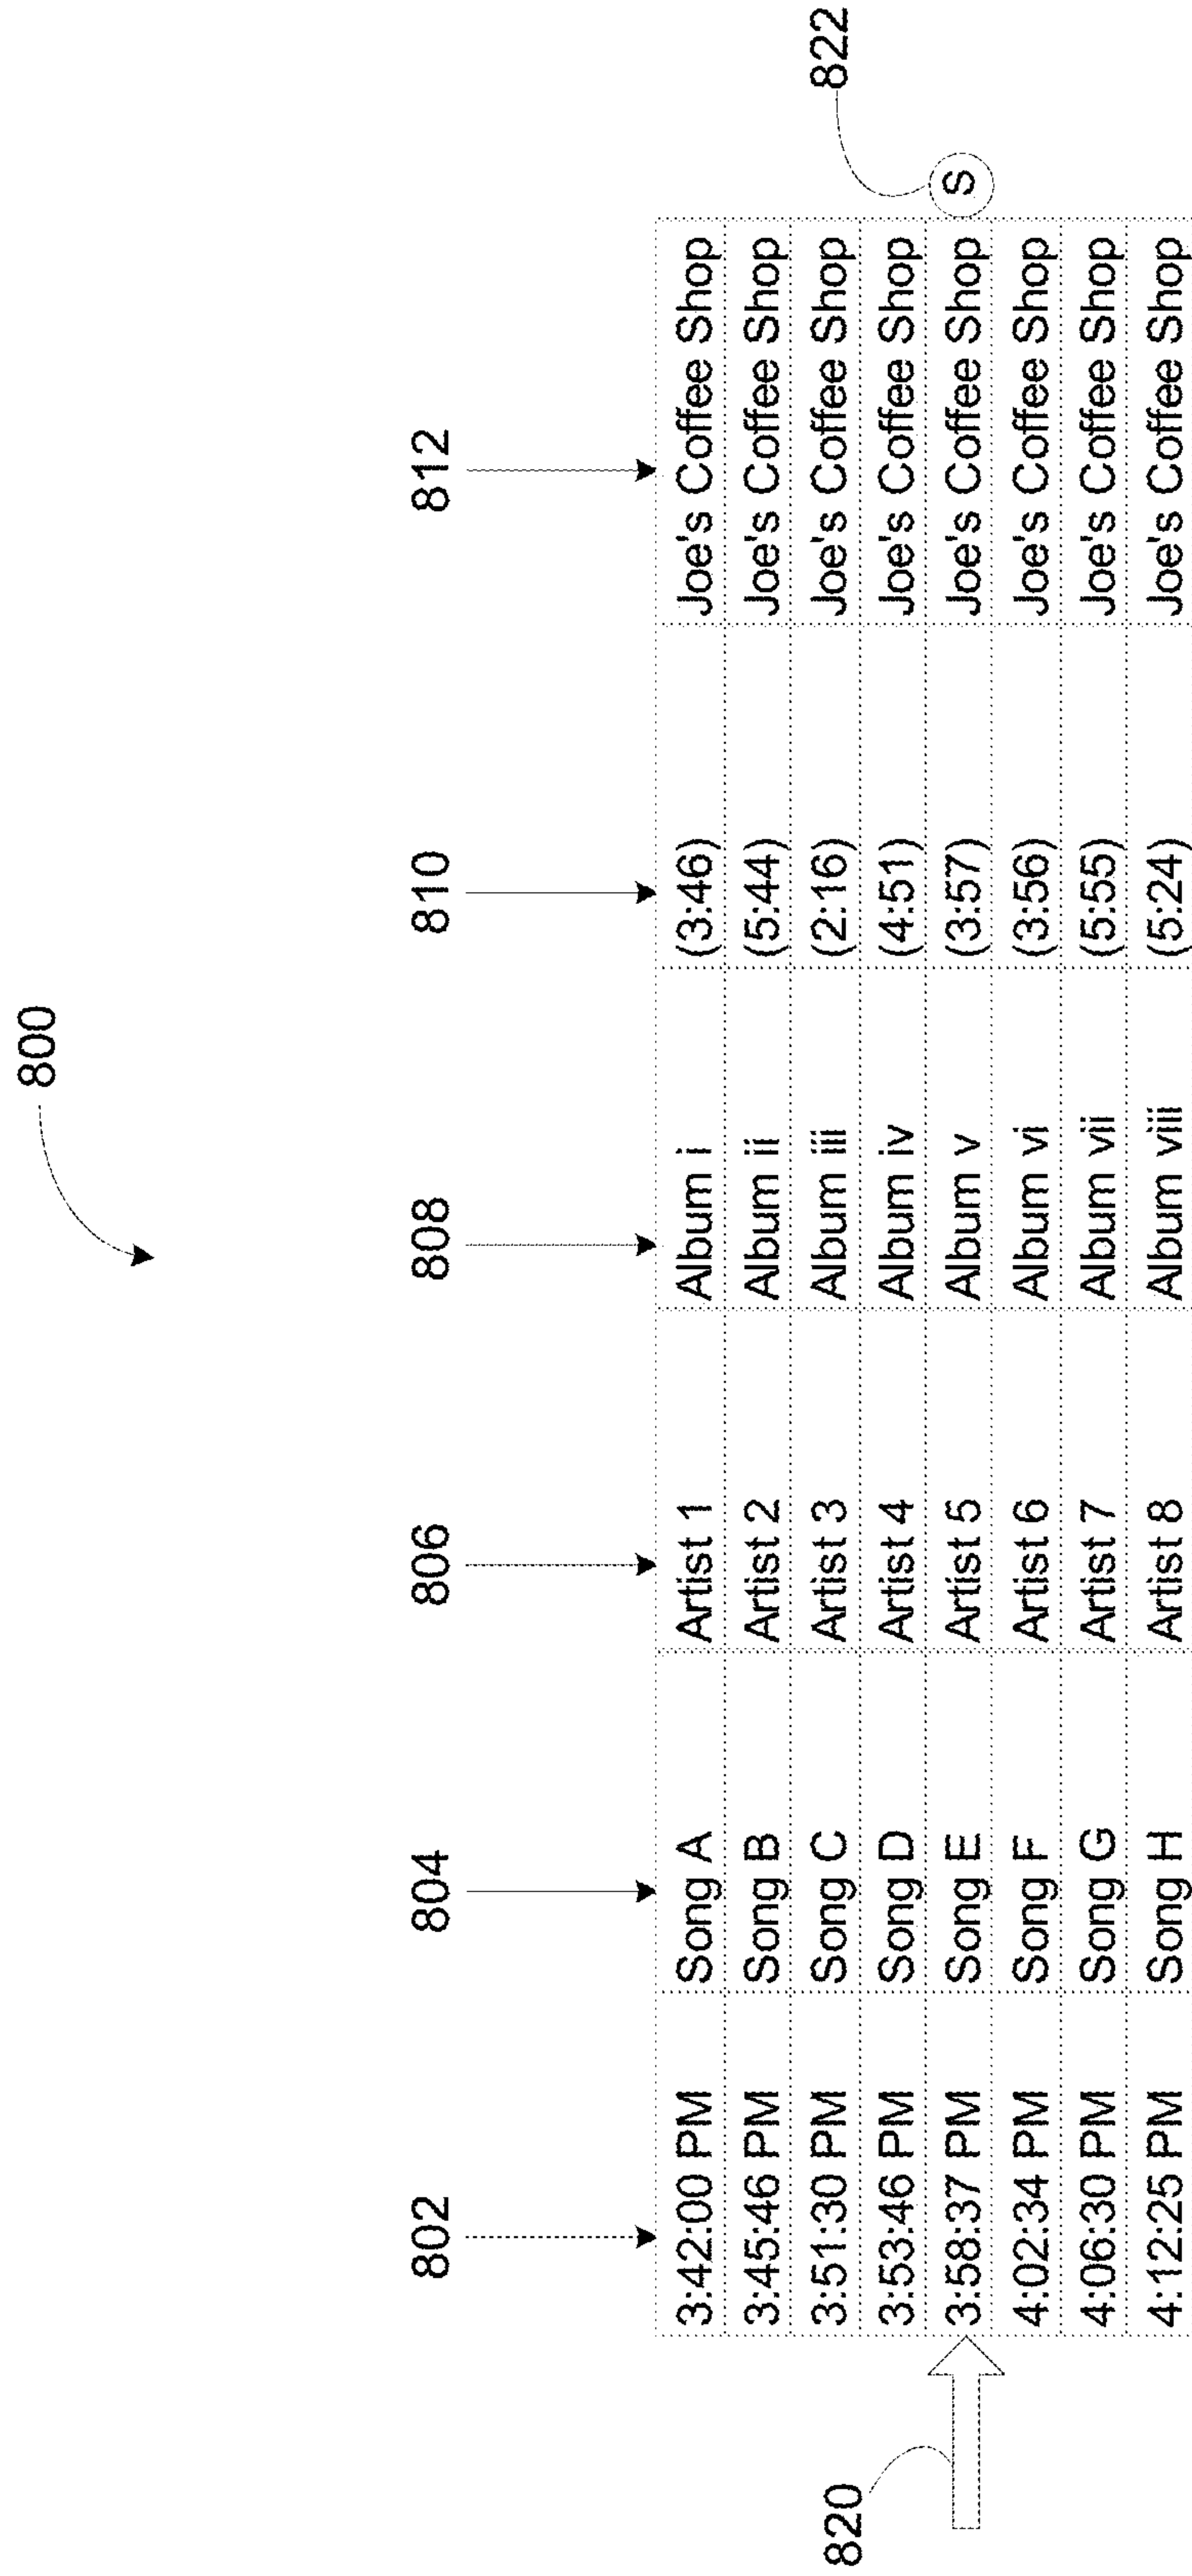 800
802 804 806 808 810 812
3:42:00 PM Song A Artist 1 Album i (3:46) Joe's Coffee Shop
3:45:46 PM Song B Artist 2 Album ii (5:44) Joe's Coffee Shop
3:51:30 PM Song C Artist 3 Album iii (2:16) Joe's Coffee Shop
822
3:53:46 PM Song D Artist 4 Album iv (4:51) Joe's Coffee Shop
820
3:58:37 PM Song E Artist 5 Album v (3:57) Joe's Coffee Shop S
4:02:34 PM Song F Artist 6 Album vi (3:56) Joe's Coffee Shop
4:06:30 PM Song G Artist 7 Album vii (5:55) Joe's Coffee Shop
4:12:25 PM Song H Artist 8 Album viii (5:24) Joe's Coffee Shop